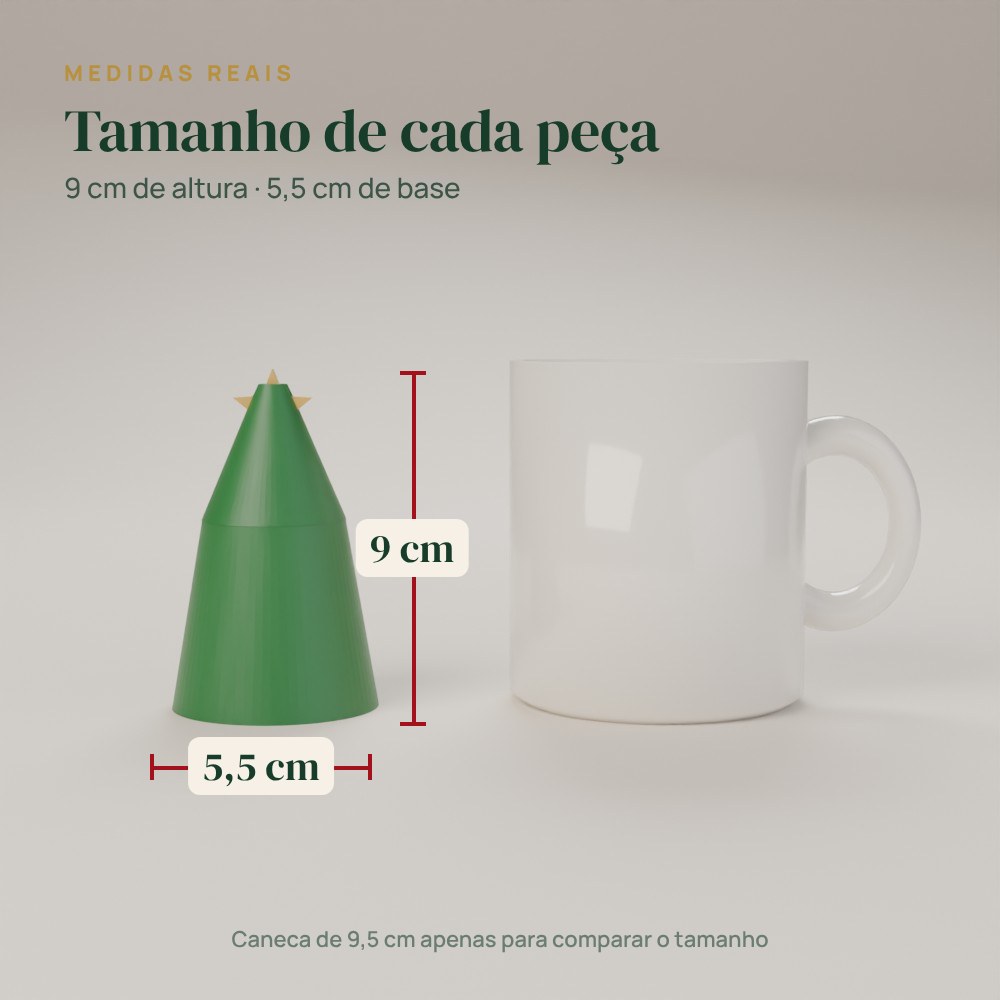 MEDIDAS REAIS
Tamanho de cada peça
9 cm de altura · 5,5 cm de base
9 cm
5,5 cm
Caneca de 9,5 cm apenas para comparar o tamanho